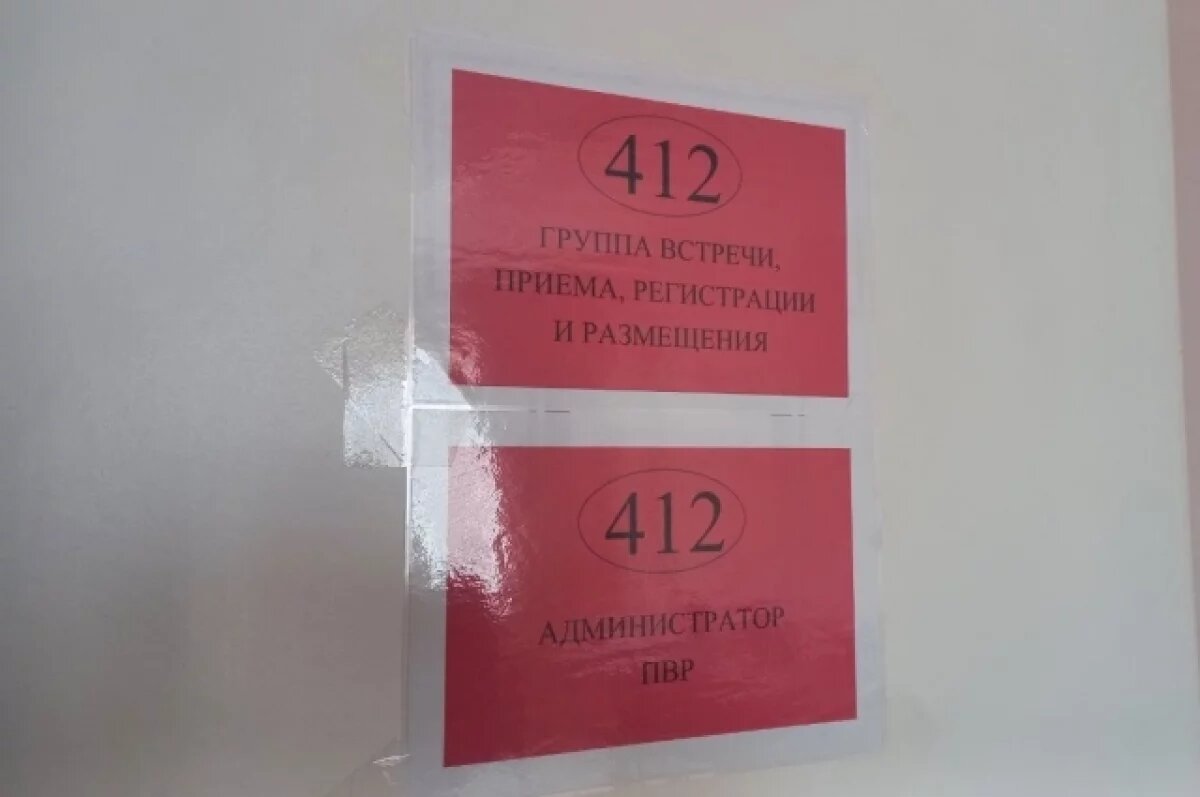 412
ГРУППА ВСТРЕЧИ,
ПРИЕМА, РЕГИСТРАЦИИ
И РАЗМЕЩЕНИЯ
412
АДМИНИСТРАТОР
ПВР